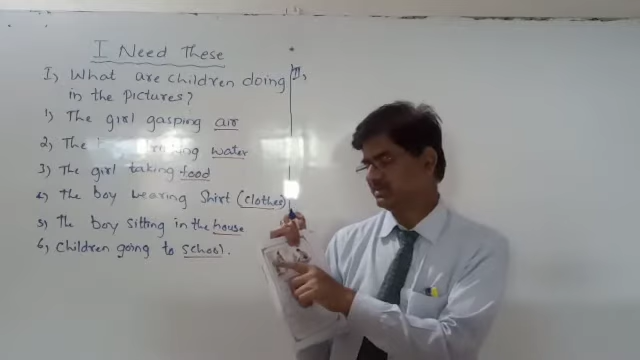 I Need These
I, What are children doing
in the pictures?
1) The girl gasping air
2, The drinking water
3) The girl taking food
4, The boy wearing Shirt (clothes)
5, The boy sitting in the house
6, Children going to school.
II,